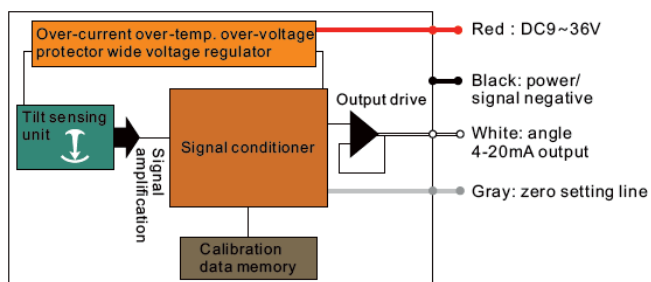 Over-current over-temp. over-voltage
protector wide voltage regulator
Red : DC9~36V
Black: power/
signal negative
Output drive
Tilt sensing
unit
Signal conditioner
White: angle
4-20mA output
Signal
amplification
Gray: zero setting line
Calibration
data memory